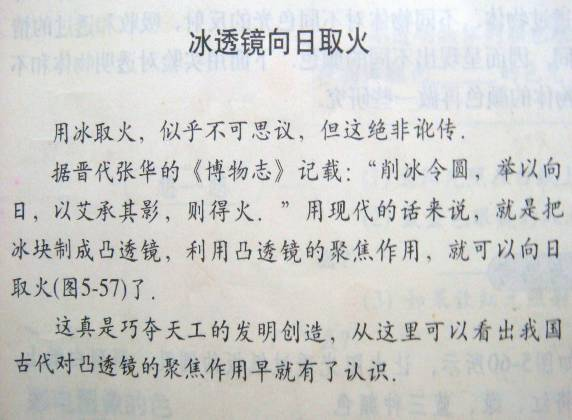 冰透镜向日取火
用冰取火，似乎不可思议，但这绝非讹传．
据晋代张华的《博物志》记载：“削冰令圆，举以向
日，以艾承其影，则得火．”用现代的话来说，就是把
冰块制成凸透镜，利用凸透镜的聚焦作用，就可以向日
取火(图5-57)了．
这真是巧夺天工的发明创造，从这里可以看出我国
古代对凸透镜的聚焦作用早就有了认识．